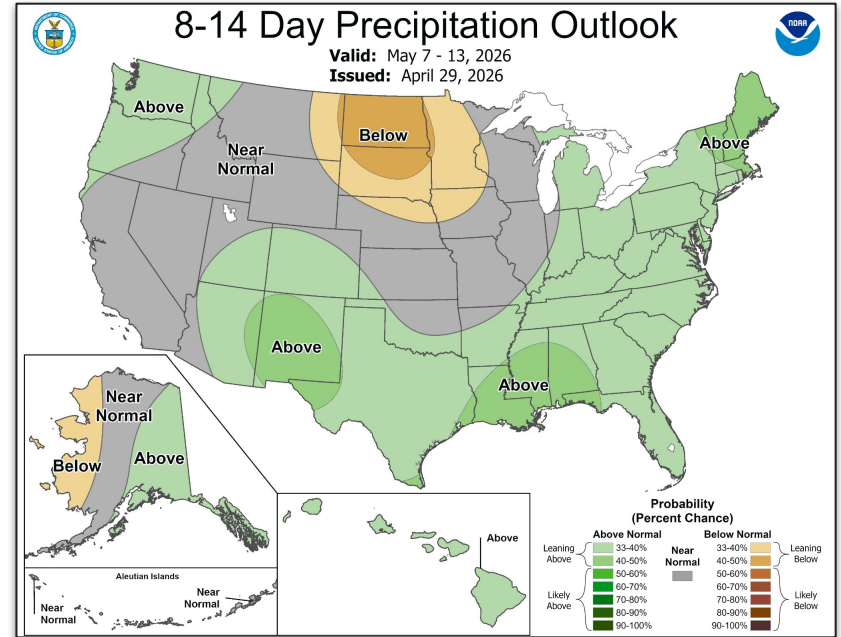 8-14 Day Precipitation Outlook
Valid: May 7 - 13, 2026
Issued: April 29, 2026
NOAA
Above
Near
Normal
Below
Above
Above
Above
Near
Normal
Below
Above
Aleutian Islands
Near
Normal
Near
Normal
Above
Probability
(Percent Chance)
Above Normal
Below Normal
Near
Normal
Leaning
Above
33-40%
40-50%
Likely
Above
50-60%
60-70%
70-80%
80-90%
90-100%
33-40%
40-50%
Leaning
Below
50-60%
60-70%
70-80%
80-90%
90-100%
Likely
Below